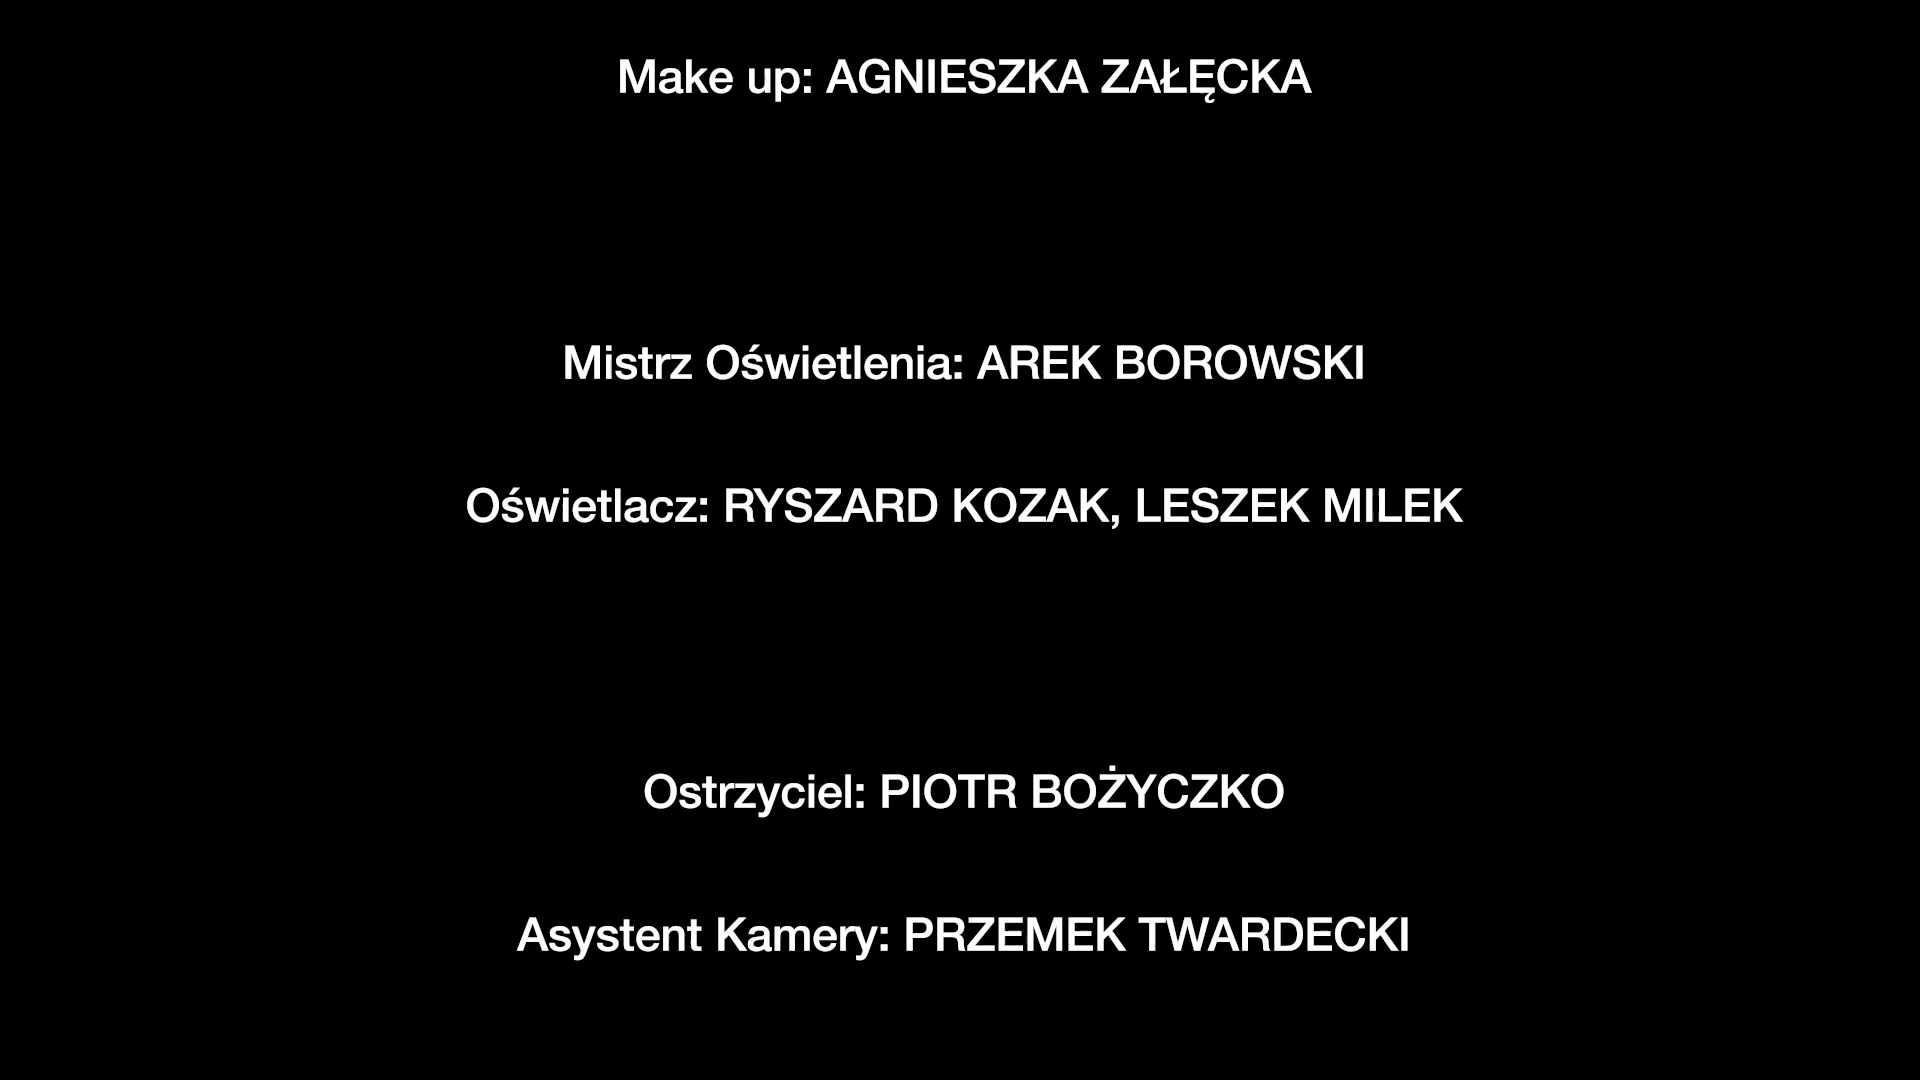 Make up: AGNIESZKA ZAŁĘCKA
Mistrz Oświetlenia: AREK BOROWSKI
Oświetlacz: RYSZARD KOZAK, LESZEK MILEK
Ostrzyciel: PIOTR BOŻYCZKO
Asystent Kamery: PRZEMEK TWARDECKI